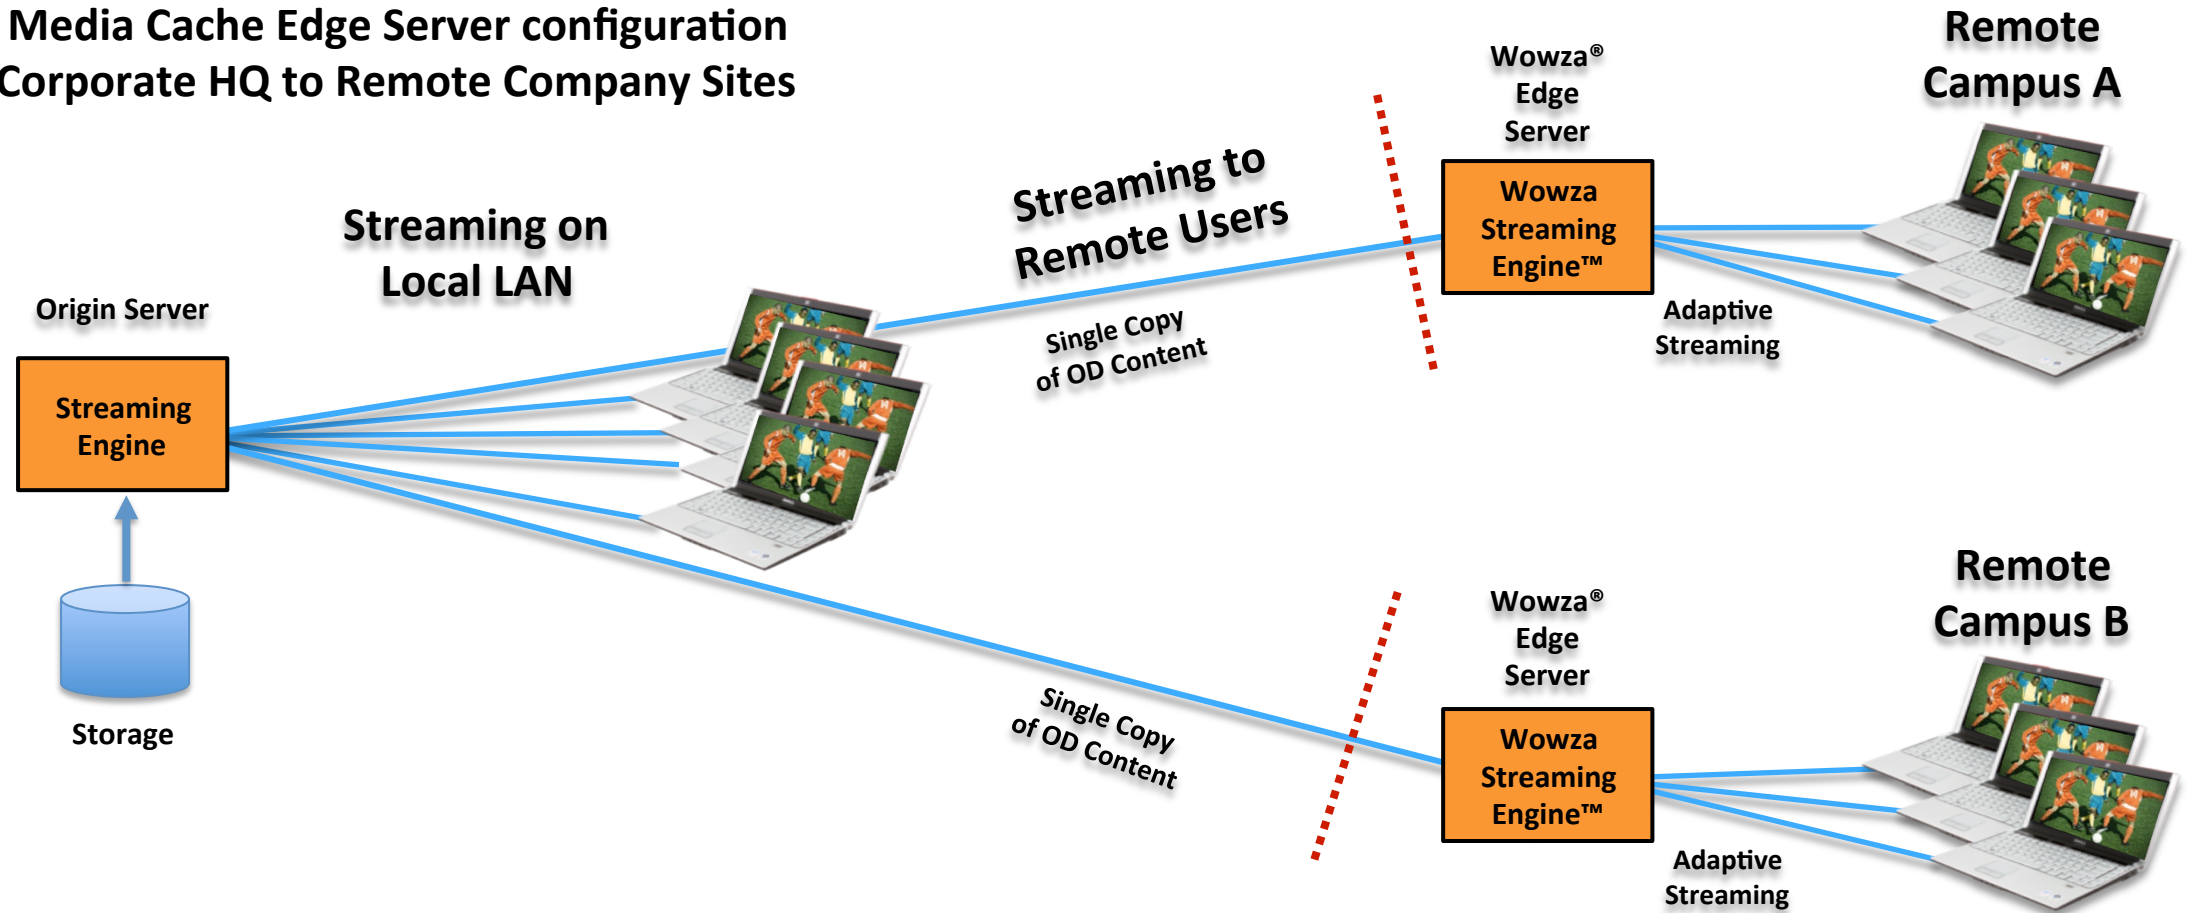 Media Cache Edge Server configuration
Corporate HQ to Remote Company Sites
Streaming on
Local LAN
Origin Server
Streaming
Engine
Storage
Streaming to
Remote Users
Single Copy
of OD Content
Single Copy
of OD Content
Wowza®
Edge
Server
Wowza
Streaming
Engine™
Adaptive
Streaming
Remote
Campus A
Wowza®
Edge
Server
Wowza
Streaming
Engine™
Adaptive
Streaming
Remote
Campus B